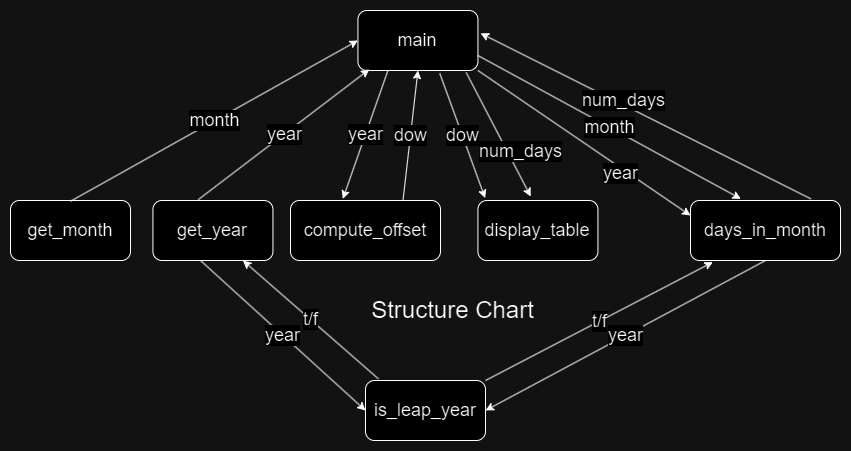 main
num_days
month
month
year
year
dow
dow
num_days
year
get_month
get_year
compute_offset
display_table
days_in_month
Structure Chart
t/f
year
t/f
year
is_leap_year